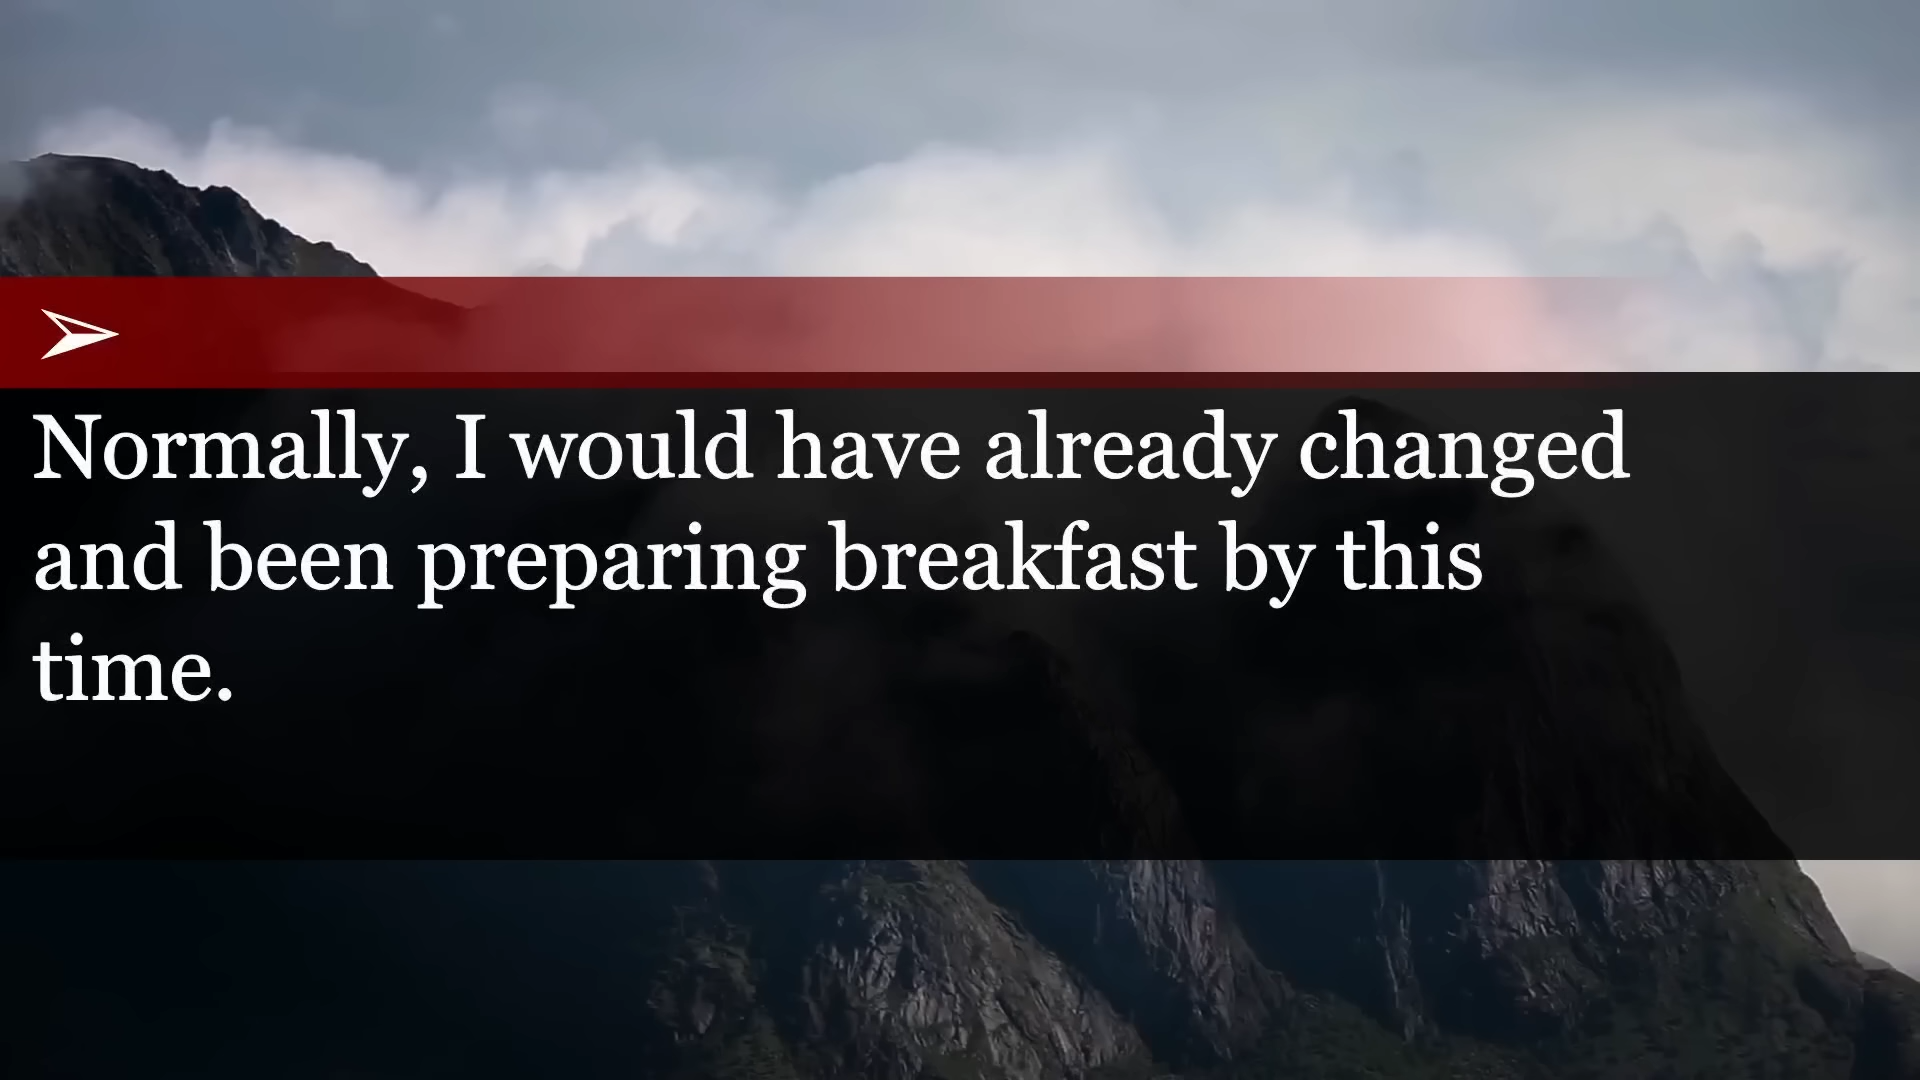 Normally, I would have already changed
and been preparing breakfast by this
time.